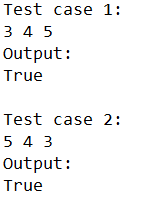 Test case 1:
3 4 5
Output:
True
Test case 2:
5 4 3
Output:
True